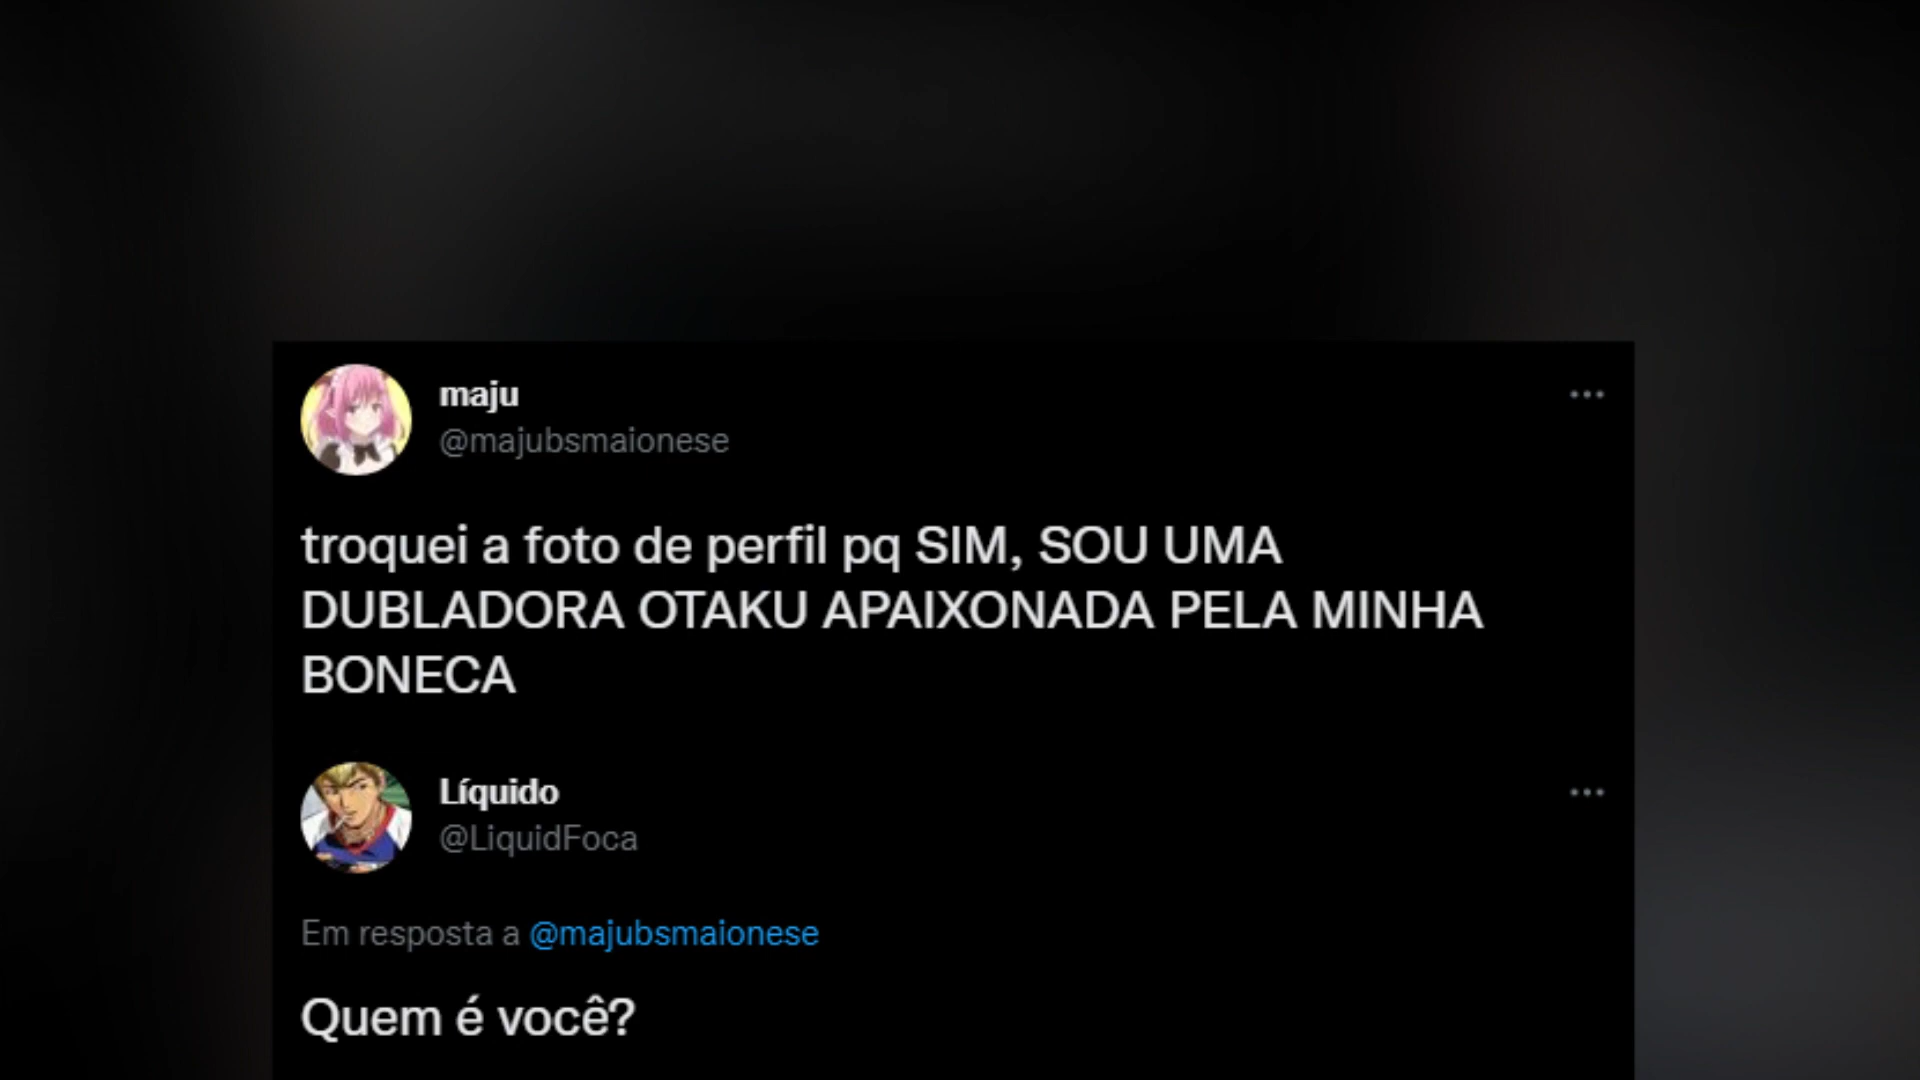 maju
@majubsmaionese
troquei a foto de perfil pq SIM, SOU UMA
DUBLADORA OTAKU APAIXONADA PELA MINHA
BONECA
Líquido
@LiquidFoca
Em resposta a @majubsmaionese
Quem é você?